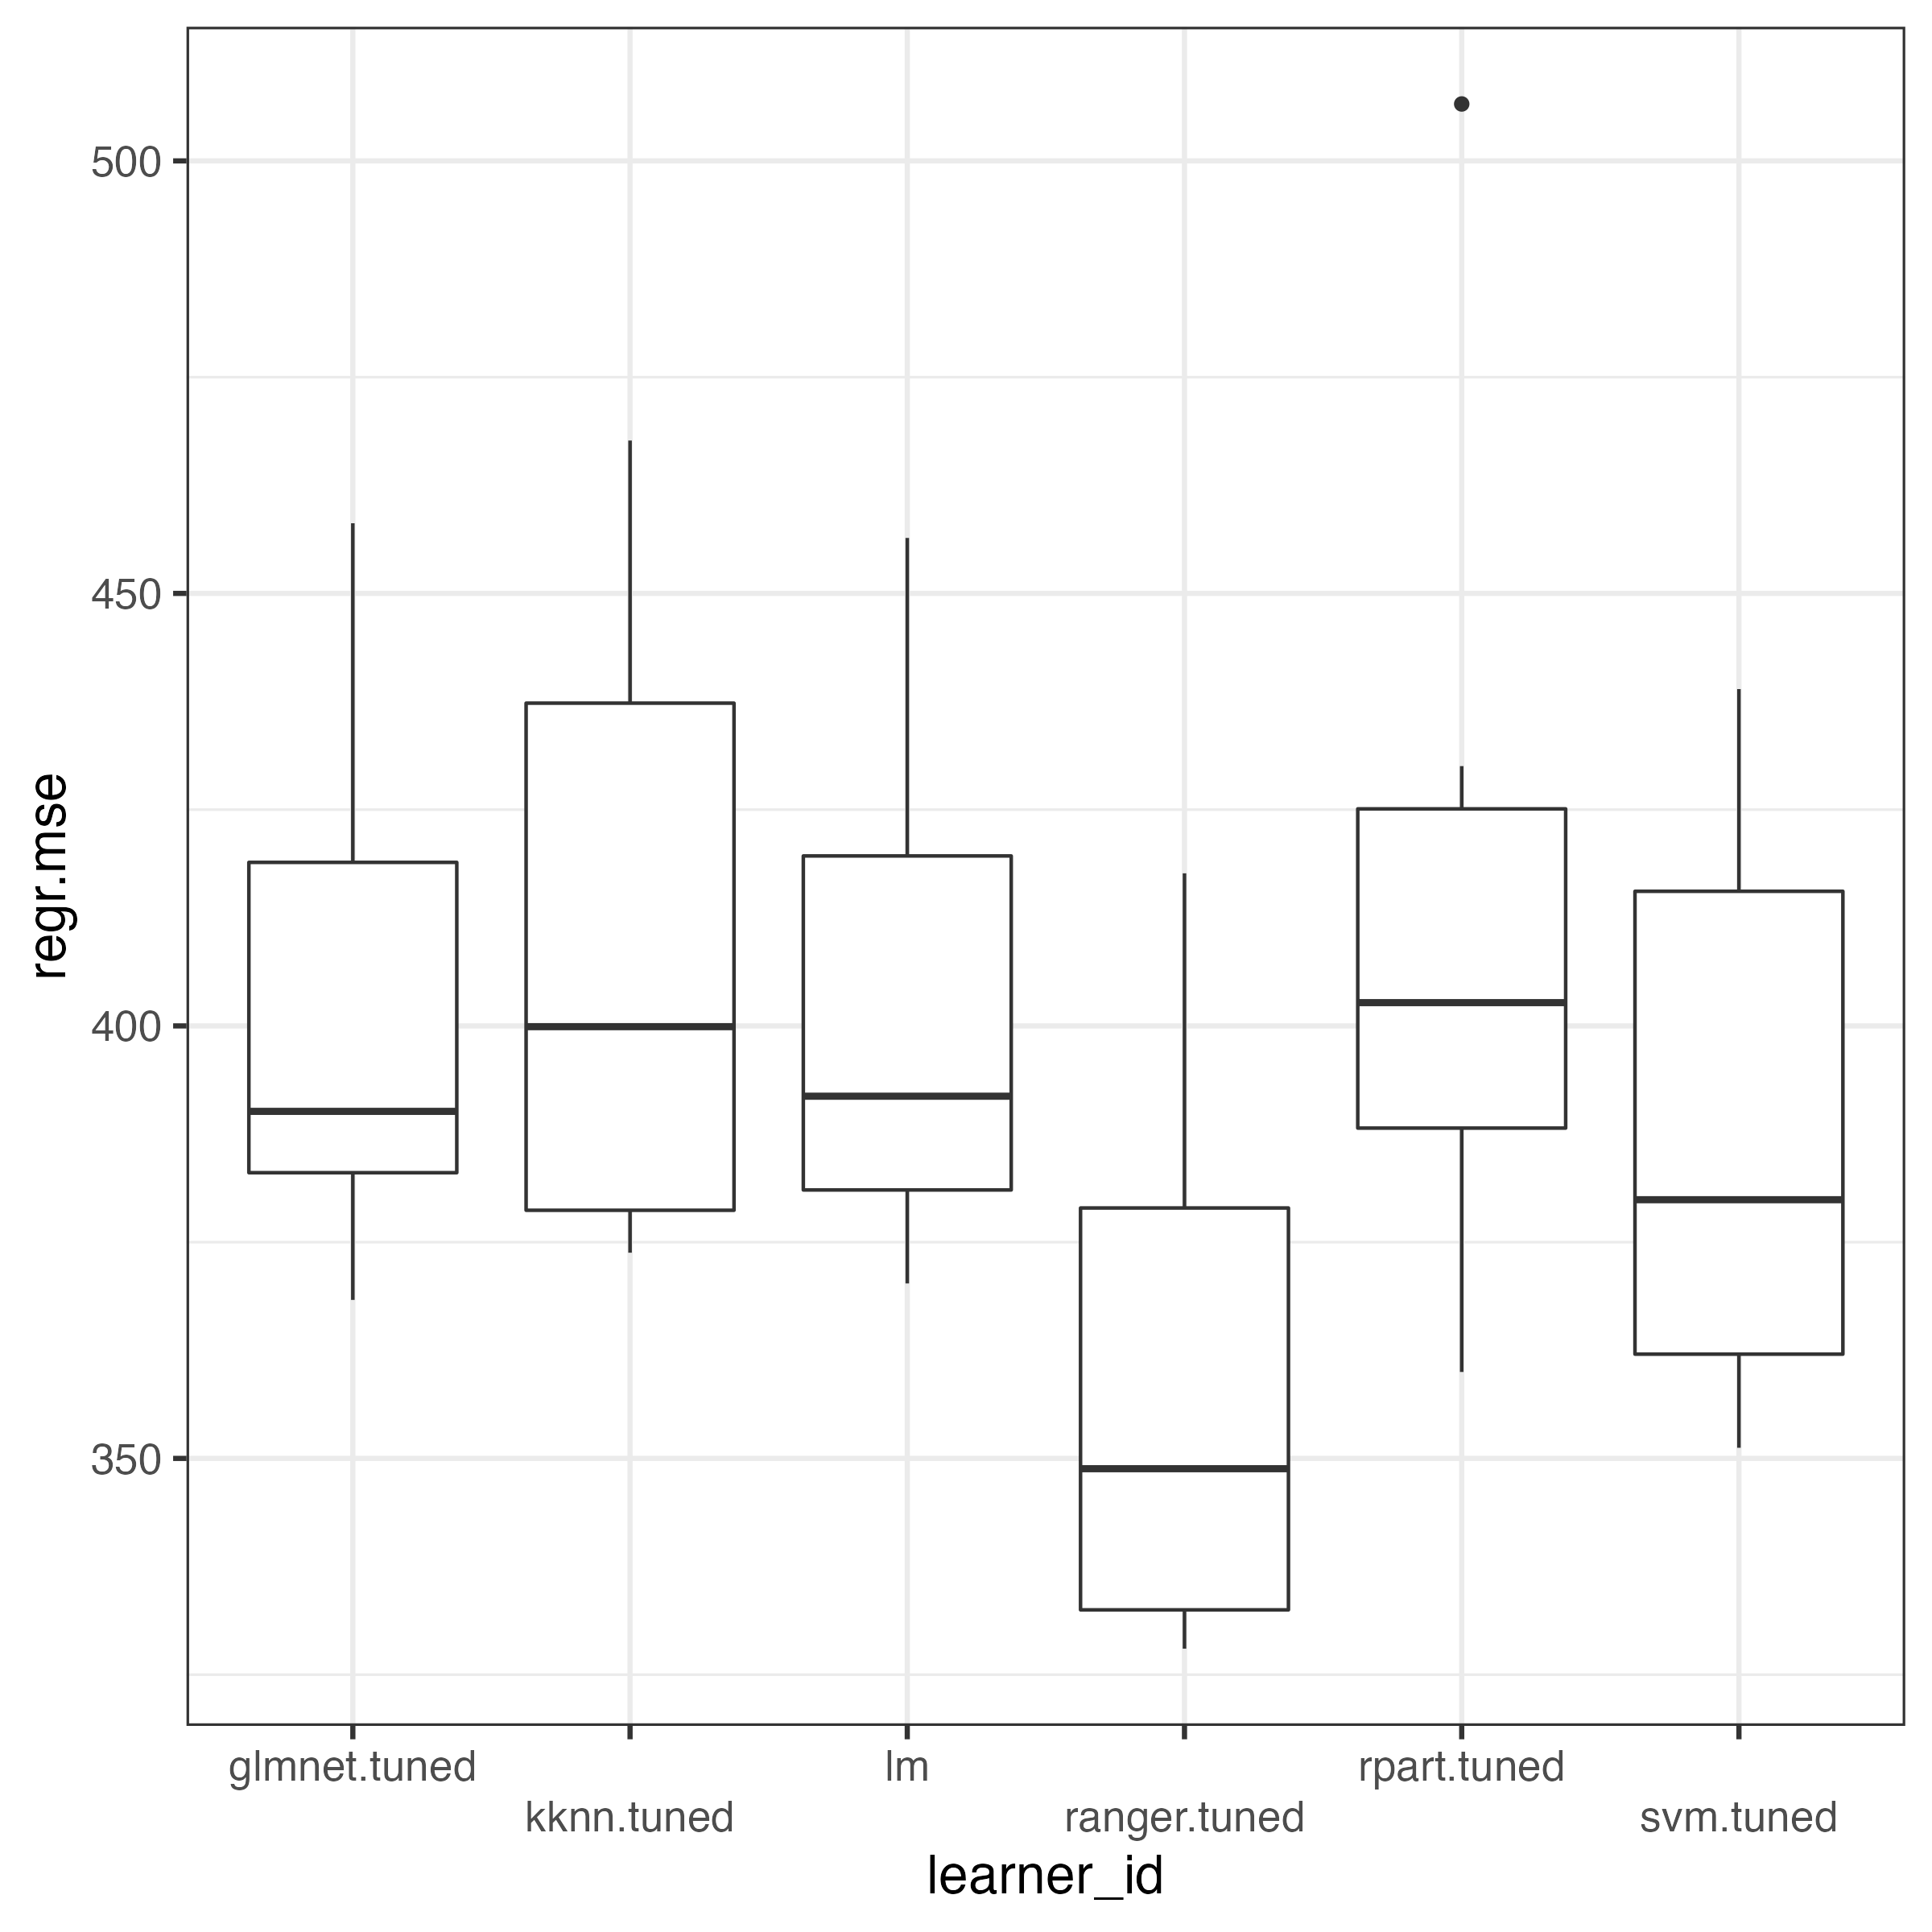 regr.mse
500
450
400
350
glmnet.tuned
kknn.tuned
lm
ranger.tuned
rpart.tuned
svm.tuned
learner_id